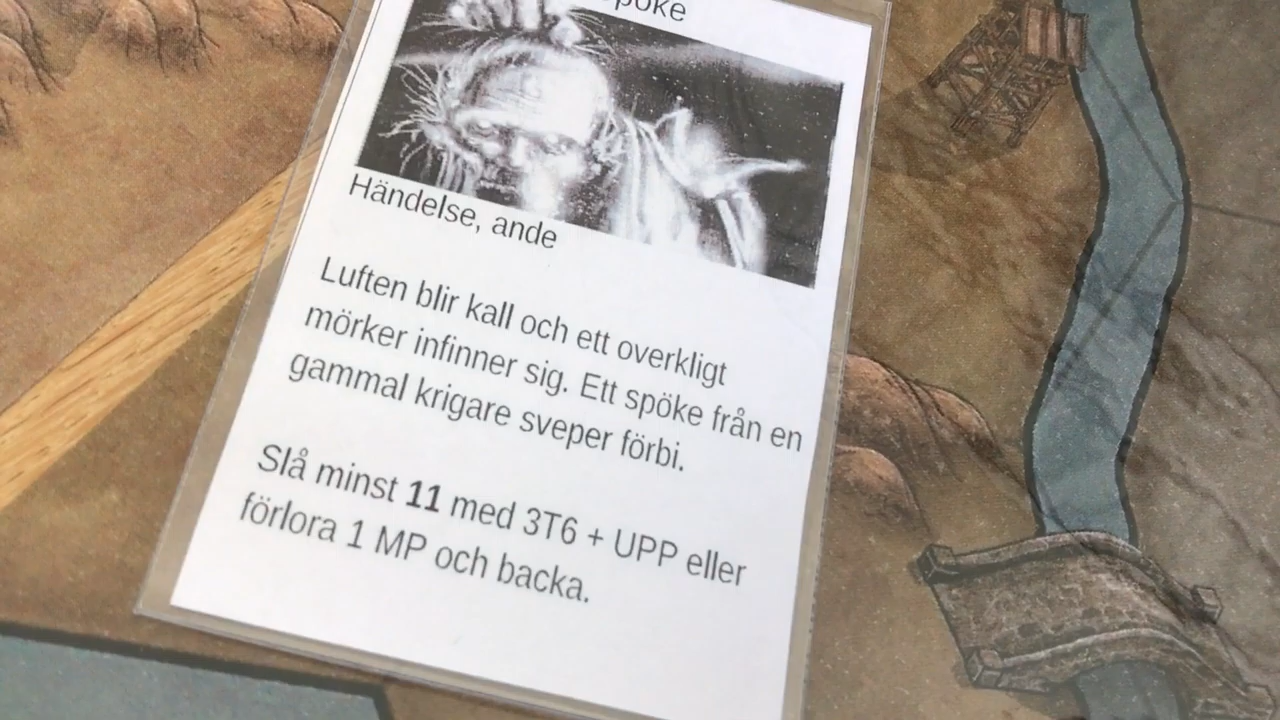 Händelse, ande
Luften blir kall och ett overkligt
mörker infinner sig. Ett spöke från en
gammal krigare sveper förbi.
Slå minst 11 med 3T6 + UPP eller
förlora 1 MP och backa.